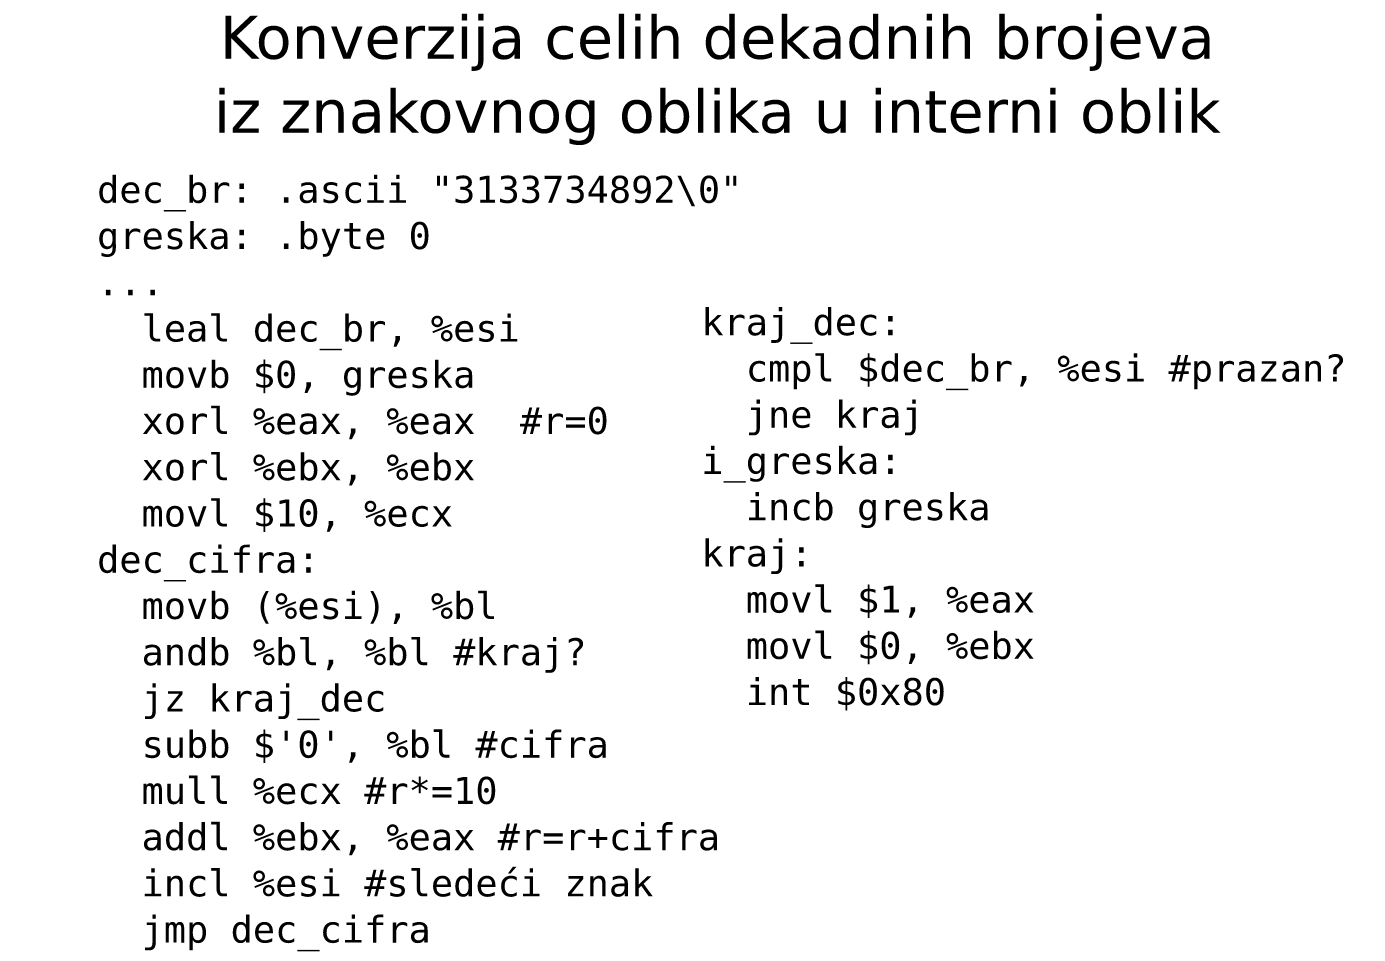 Konverzija celih dekadnih brojeva
iz znakovnog oblika u interni oblik
dec_br: .ascii "3133734892\0"
greska: .byte 0
...
  leal dec_br, %esi
  movb $0, greska
  xorl %eax, %eax  #r=0
  xorl %ebx, %ebx
  movl $10, %ecx
dec_cifra:
  movb (%esi), %bl
  andb %bl, %bl #kraj?
  jz kraj_dec
  subb $'0', %bl #cifra
  mull %ecx #r*=10
  addl %ebx, %eax #r=r+cifra
  incl %esi #sledeći znak
  jmp dec_cifra
kraj_dec:
  cmpl $dec_br, %esi #prazan?
  jne kraj
i_greska:
  incb greska
kraj:
  movl $1, %eax
  movl $0, %ebx
  int $0x80